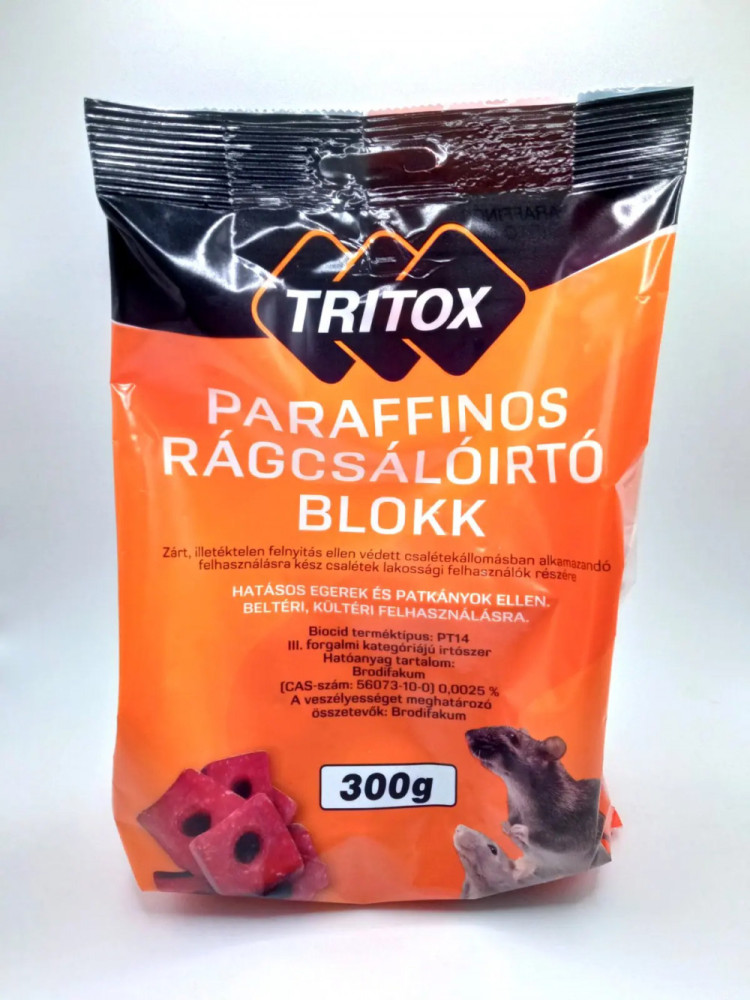 TRITOX
PARAFFINOS
RÁGCSÁLÓIRTÓ
BLOKK
Zárt, illetéktelen felnyitás ellen védett csalétekállomásban alkamazandó
felhasználásra kész csalétek lakossági felhasználók részére
HATÁSOS EGEREK ÉS PATKÁNYOK ELLEN.
BELTÉRI, KÜLTÉRI FELHASZNÁLÁSRA.
Biocid terméktípus: PT14
III. forgalmi kategóriájú irtószer
Hatóanyag tartalom:
Brodifakum
(CAS-szám: 56073-10-0) 0,0025 %
A veszélyességet meghatározó
összetevők: Brodifakum
300g